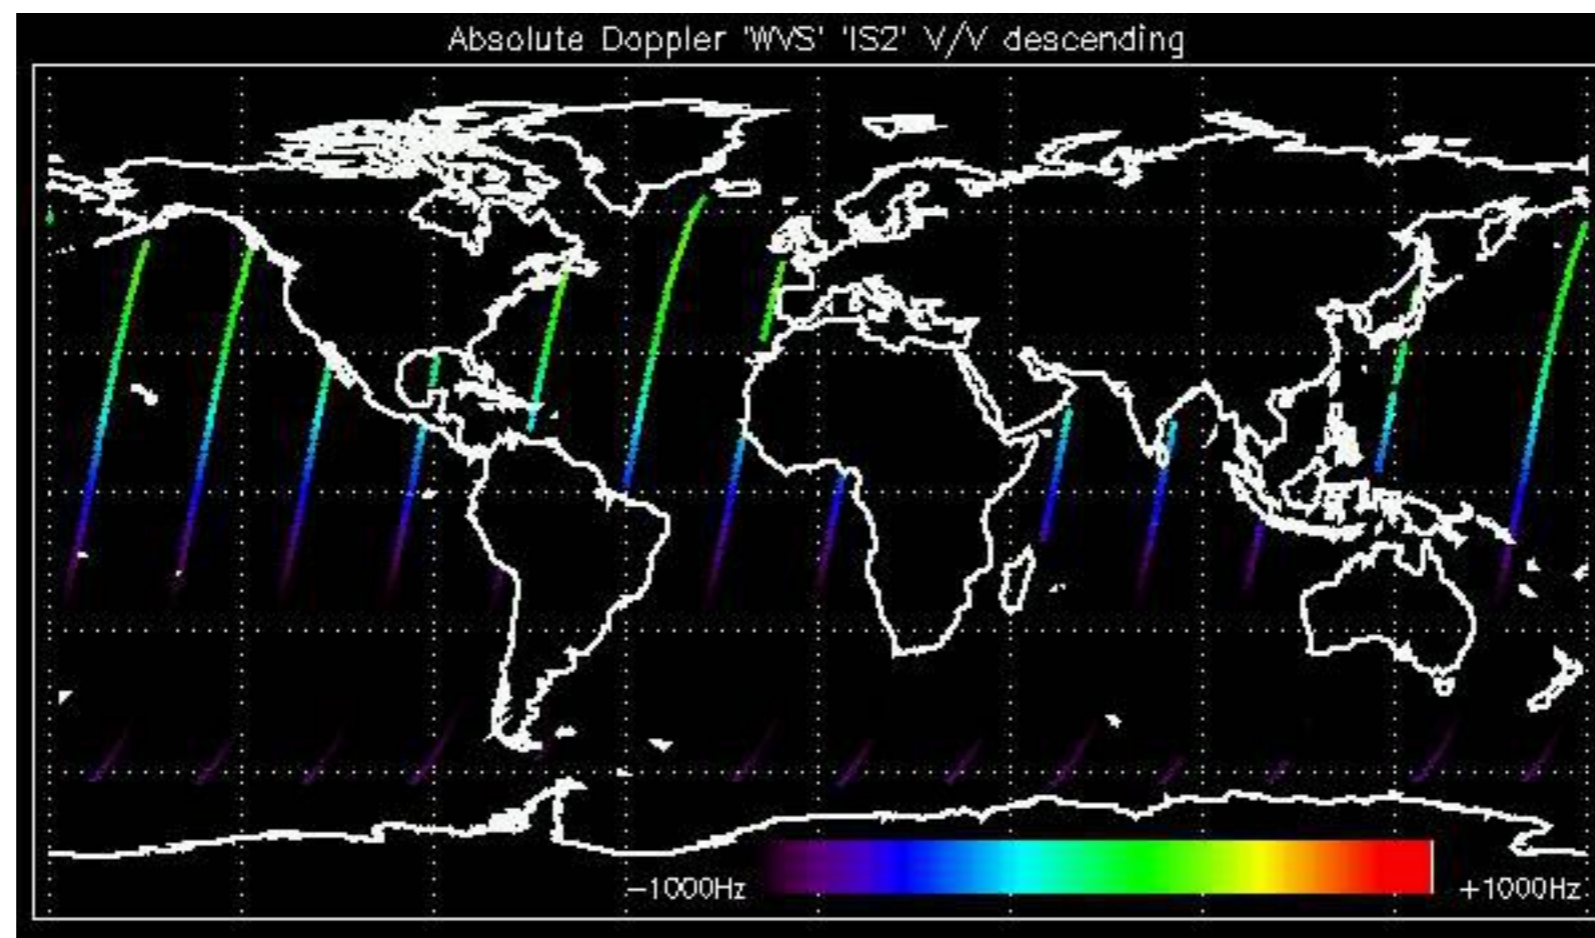 Absolute Doppler 'WVS' 'IS2' V/V descending
−1000Hz
+1000Hz